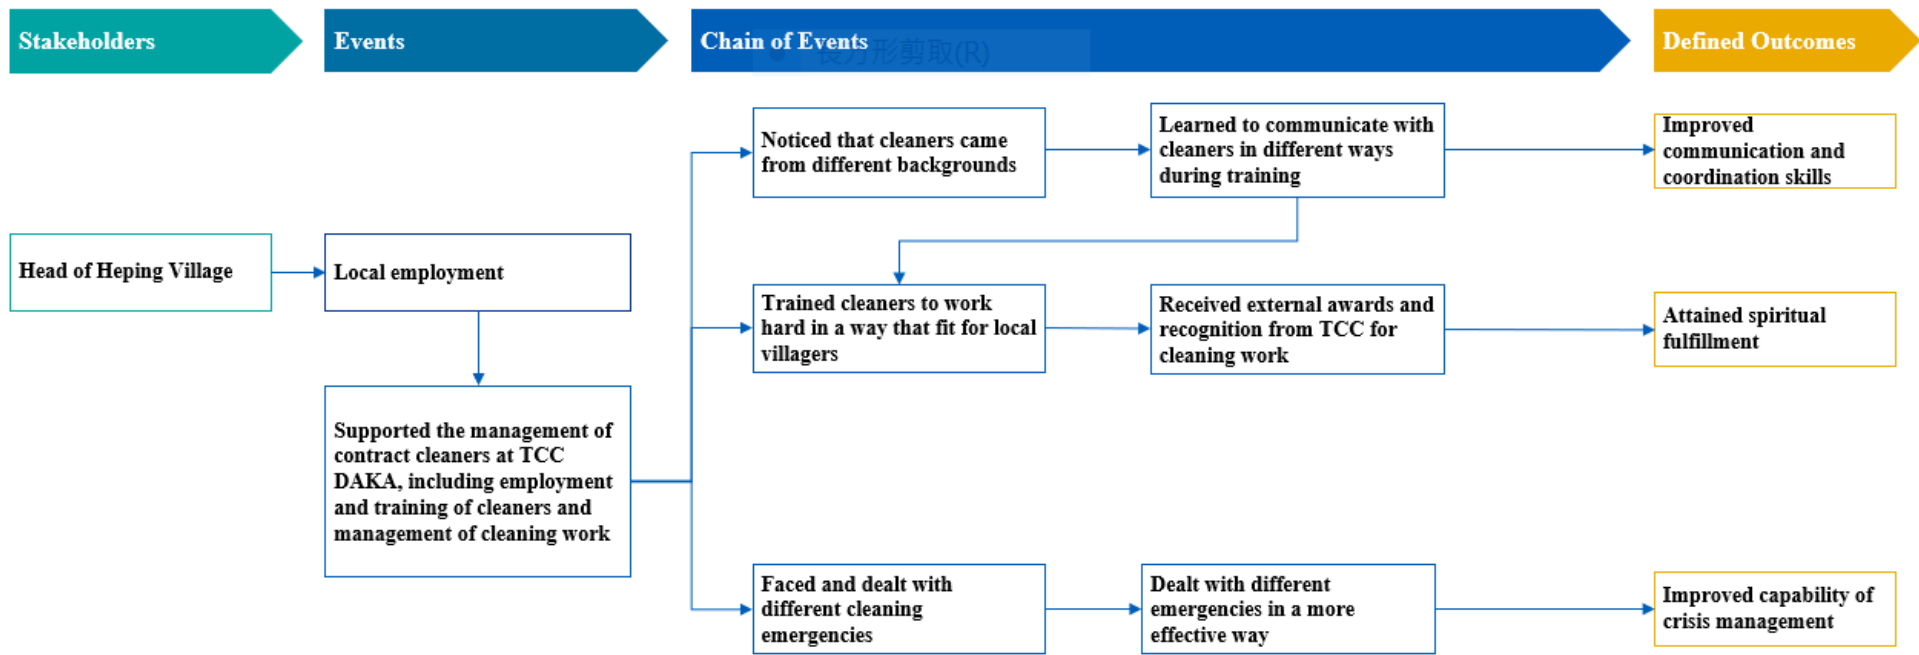 Stakeholders
Events
Chain of Events
長方形剪取(R)
Defined Outcomes
Noticed that cleaners came
from different backgrounds
Learned to communicate with
cleaners in different ways
during training
Improved
communication and
coordination skills
Head of Heping Village
Local employment
Trained cleaners to work
hard in a way that fit for local
villagers
Received external awards and
recognition from TCC for
cleaning work
Attained spiritual
fulfillment
Supported the management of
contract cleaners at TCC
DAKA, including employment
and training of cleaners and
management of cleaning work
Faced and dealt with
different cleaning
emergencies
Dealt with different
emergencies in a more
effective way
Improved capability of
crisis management